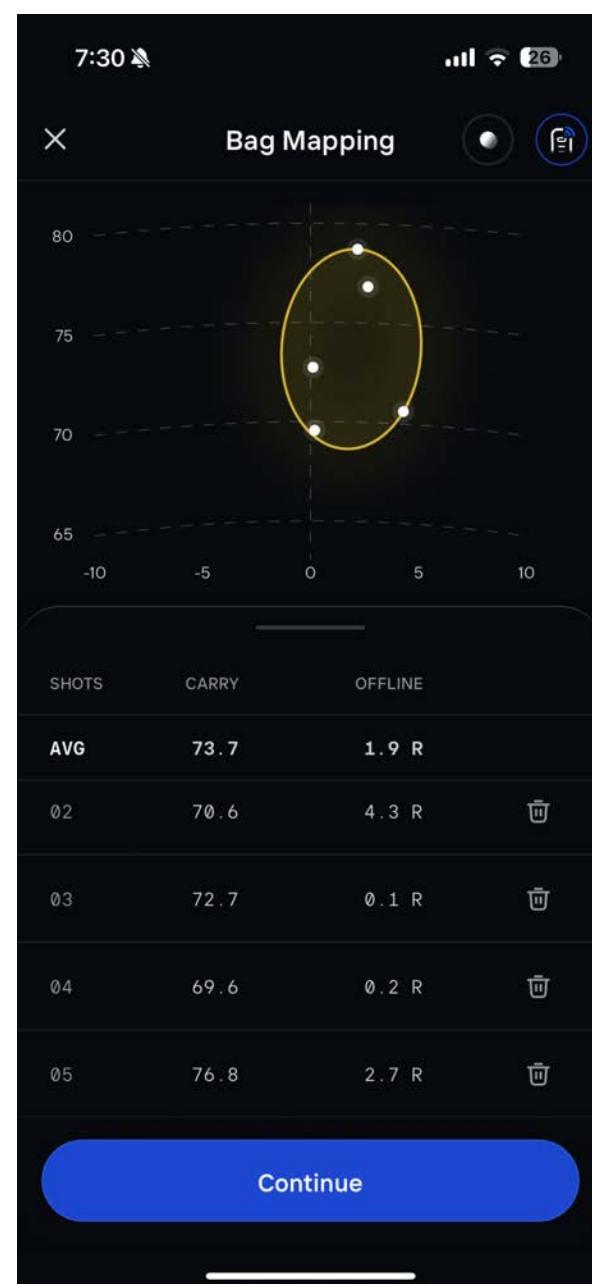 7:30 26
Bag Mapping
80
75
70
65
-10 -5 0 5 10
SHOTS CARRY OFFLINE
AVG 73.7 1.9 R
02 70.6 4.3 R
03 72.7 0.1 R
04 69.6 0.2 R
05 76.8 2.7 R
Continue